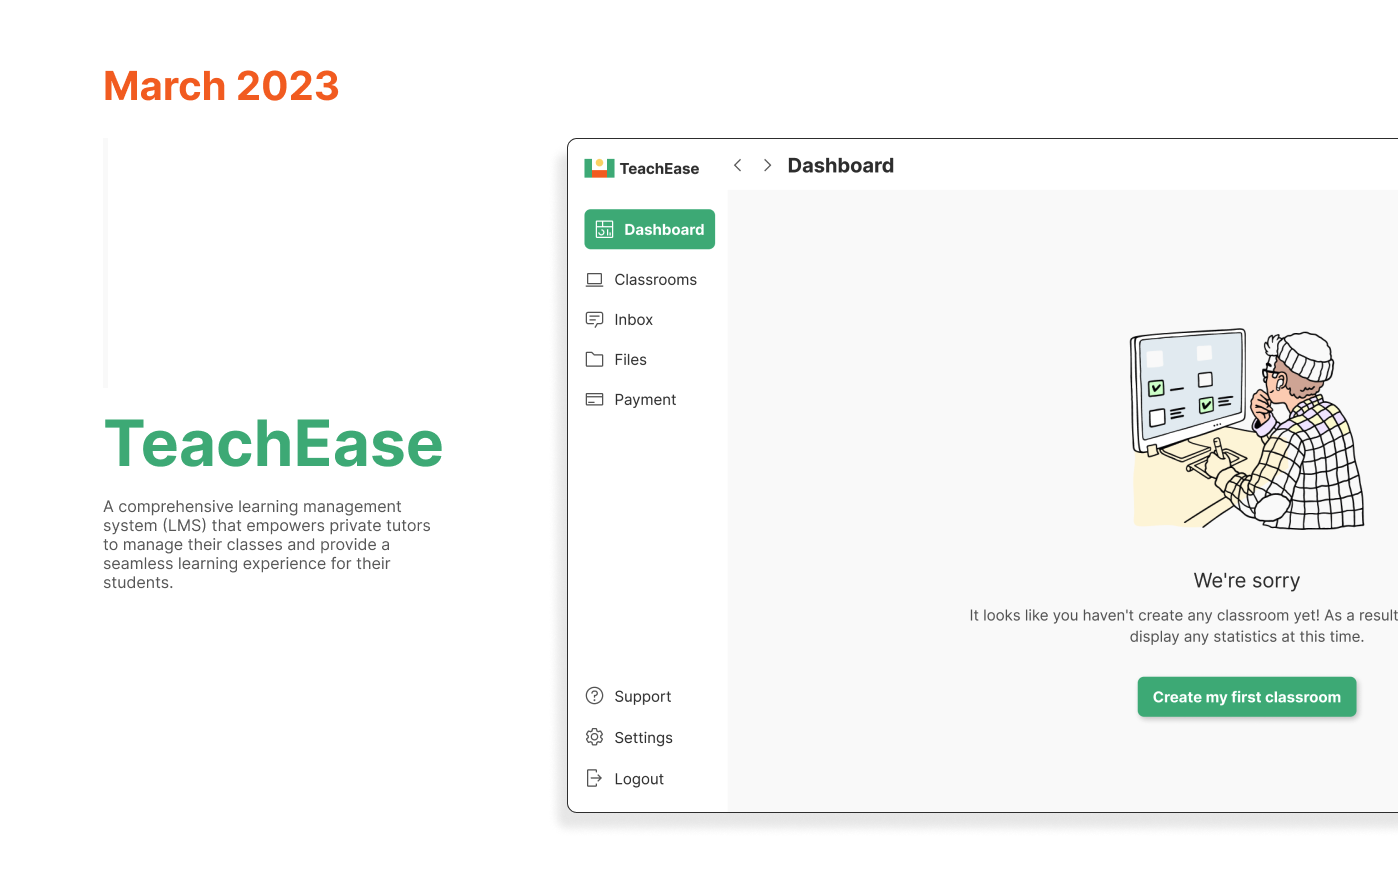 March 2023
TeachEase
A comprehensive learning management
system (LMS) that empowers private tutors
to manage their classes and provide a
seamless learning experience for their
students.
TeachEase
Dashboard
Dashboard
Classrooms
Inbox
Files
Payment
Support
Settings
Logout
We're sorry
It looks like you haven't create any classroom yet! As a result
display any statistics at this time.
Create my first classroom